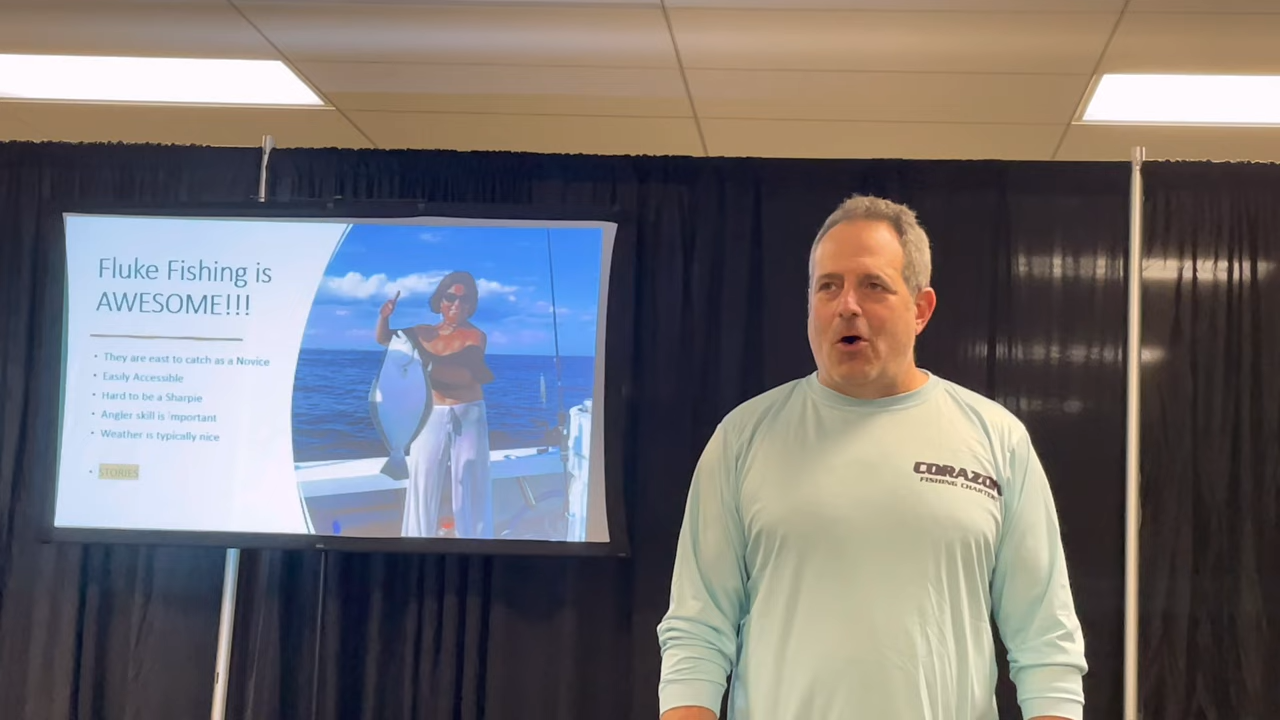 Fluke Fishing is
AWESOME!!!
• They are east to catch as a Novice
• Easily Accessible
• Hard to be a Sharpie
• Angler skill is important
• Weather is typically nice
• STORIES
CORAZON
FISHING CHARTERS